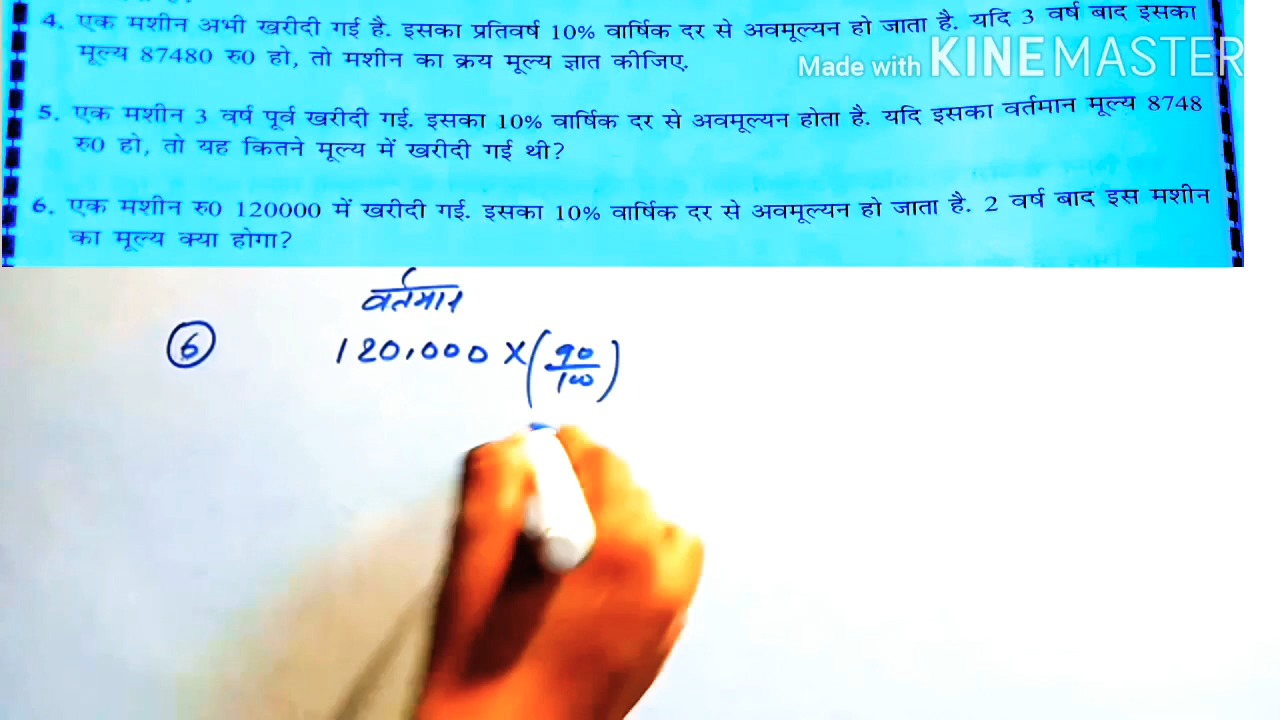 4. एक मशीन अभी खरीदी गई है. इसका प्रतिवर्ष 10% वार्षिक दर से अवमूल्यन हो जाता है. यदि 3 वर्ष बाद इसका
मूल्य 87480 रु0 हो, तो मशीन का क्रय मूल्य ज्ञात कीजिए.
Made with KINEMASTER
5. एक मशीन 3 वर्ष पूर्व खरीदी गई. इसका 10% वार्षिक दर से अवमूल्यन होता है. यदि इसका वर्तमान मूल्य 8748
रु0 हो, तो यह कितने मूल्य में खरीदी गई थी?
6. एक मशीन रु0 120000 में खरीदी गई. इसका 10% वार्षिक दर से अवमूल्यन हो जाता है. 2 वर्ष बाद इस मशीन
का मूल्य क्या होगा?
वर्तमान
6 120,000 × (90/100)